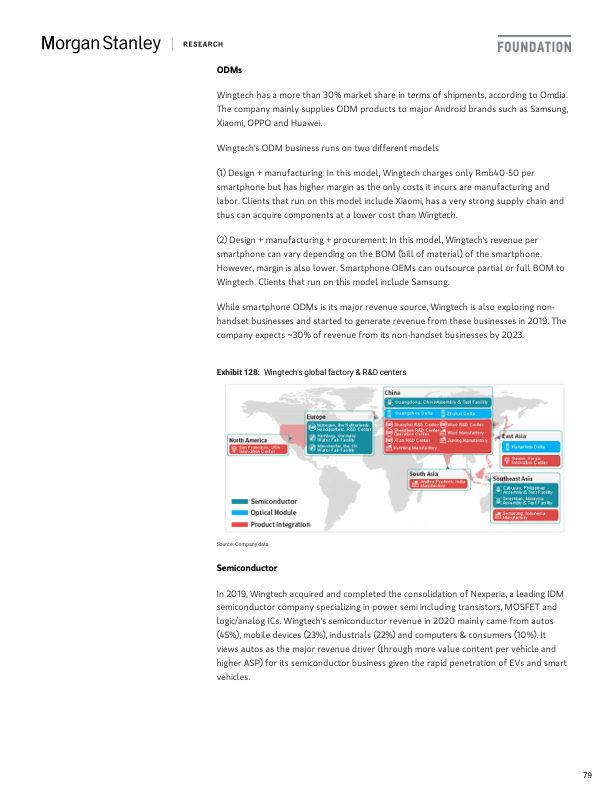 Morgan Stanley | RESEARCH
FOUNDATION
ODMs
Wingtech has a more than 30% market share in terms of shipments, according to Omdia.
The company mainly supplies ODM products to major Android brands such as Samsung,
Xiaomi, OPPO and Huawei.
Wingtech's ODM business runs on two different models
(1) Design + manufacturing: In this model, Wingtech charges only Rmb40-50 per
smartphone but has higher margin as the only costs it incurs are manufacturing and
labor. Clients that run on this model include Xiaomi, has a very strong supply chain and
thus can acquire components at a lower cost than Wingtech.
(2) Design + manufacturing + procurement: In this model, Wingtech's revenue per
smartphone can vary depending on the BOM (bill of material) of the smartphone.
However, margin is also lower. Smartphone OEMs can outsource partial or full BOM to
Wingtech. Clients that run on this model include Samsung.
While smartphone ODMs is its major revenue source, Wingtech is also exploring non-
handset businesses and started to generate revenue from these businesses in 2019. The
company expects ~30% of revenue from its non-handset businesses by 2023.
Exhibit 128: Wingtech's global factory & R&D centers
China
Guangdong, China Assembly & Test Facility
Guangzhou Delta
Zhuhai Delta
Shanghai R&D Center
Wuxi R&D Center
Shenzhen R&D Center
Operation Center
Wuxi Manufactory
Xi'an R&D Center
Jiaxing Manufactory
Kunming Manufactory
Europe
Nijmegen, the Netherlands
Headquarters, R&D Center
Hamburg, Germany
Wafer Fab Facility
Manchester, the UK
Wafer Fab Facility
North America
San Francisco, USA
Innovation Center
East Asia
Hanamleb Delta
Innovation Center
South Asia
Andhra Pradesh, India
Manufactory
Southeast Asia
Cabuyao, Philippines
Assembly & Test Facility
Seremban, Malaysia
Assembly & Test Facility
Semarang, Indonesia
Manufactory
Semiconductor
Optical Module
Product Integration
Source: Company data
Semiconductor
In 2019, Wingtech acquired and completed the consolidation of Nexperia, a leading IDM
semiconductor company specializing in power semi including transistors, MOSFET and
logic/analog ICs. Wingtech's semiconductor revenue in 2020 mainly came from autos
(45%), mobile devices (23%), industrials (22%) and computers & consumers (10%). It
views autos as the major revenue driver (through more value content per vehicle and
higher ASP) for its semiconductor business given the rapid penetration of EVs and smart
vehicles.
79